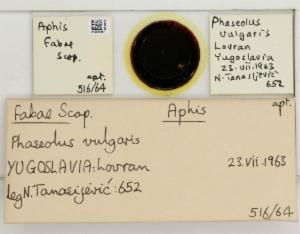 Aphis
Fabae
Scop.
apt.
516/64
Phaseolus
vulgaris
Lovran
Yugoslavia
23.vii.1963
N.Tanasijević
652
Fabae Scop. Aphis apt.
Phaseolus vulgaris
YUGOSLAVIA:Lovran 23.vii.1963
leg N.Tanasijević:652
516/64